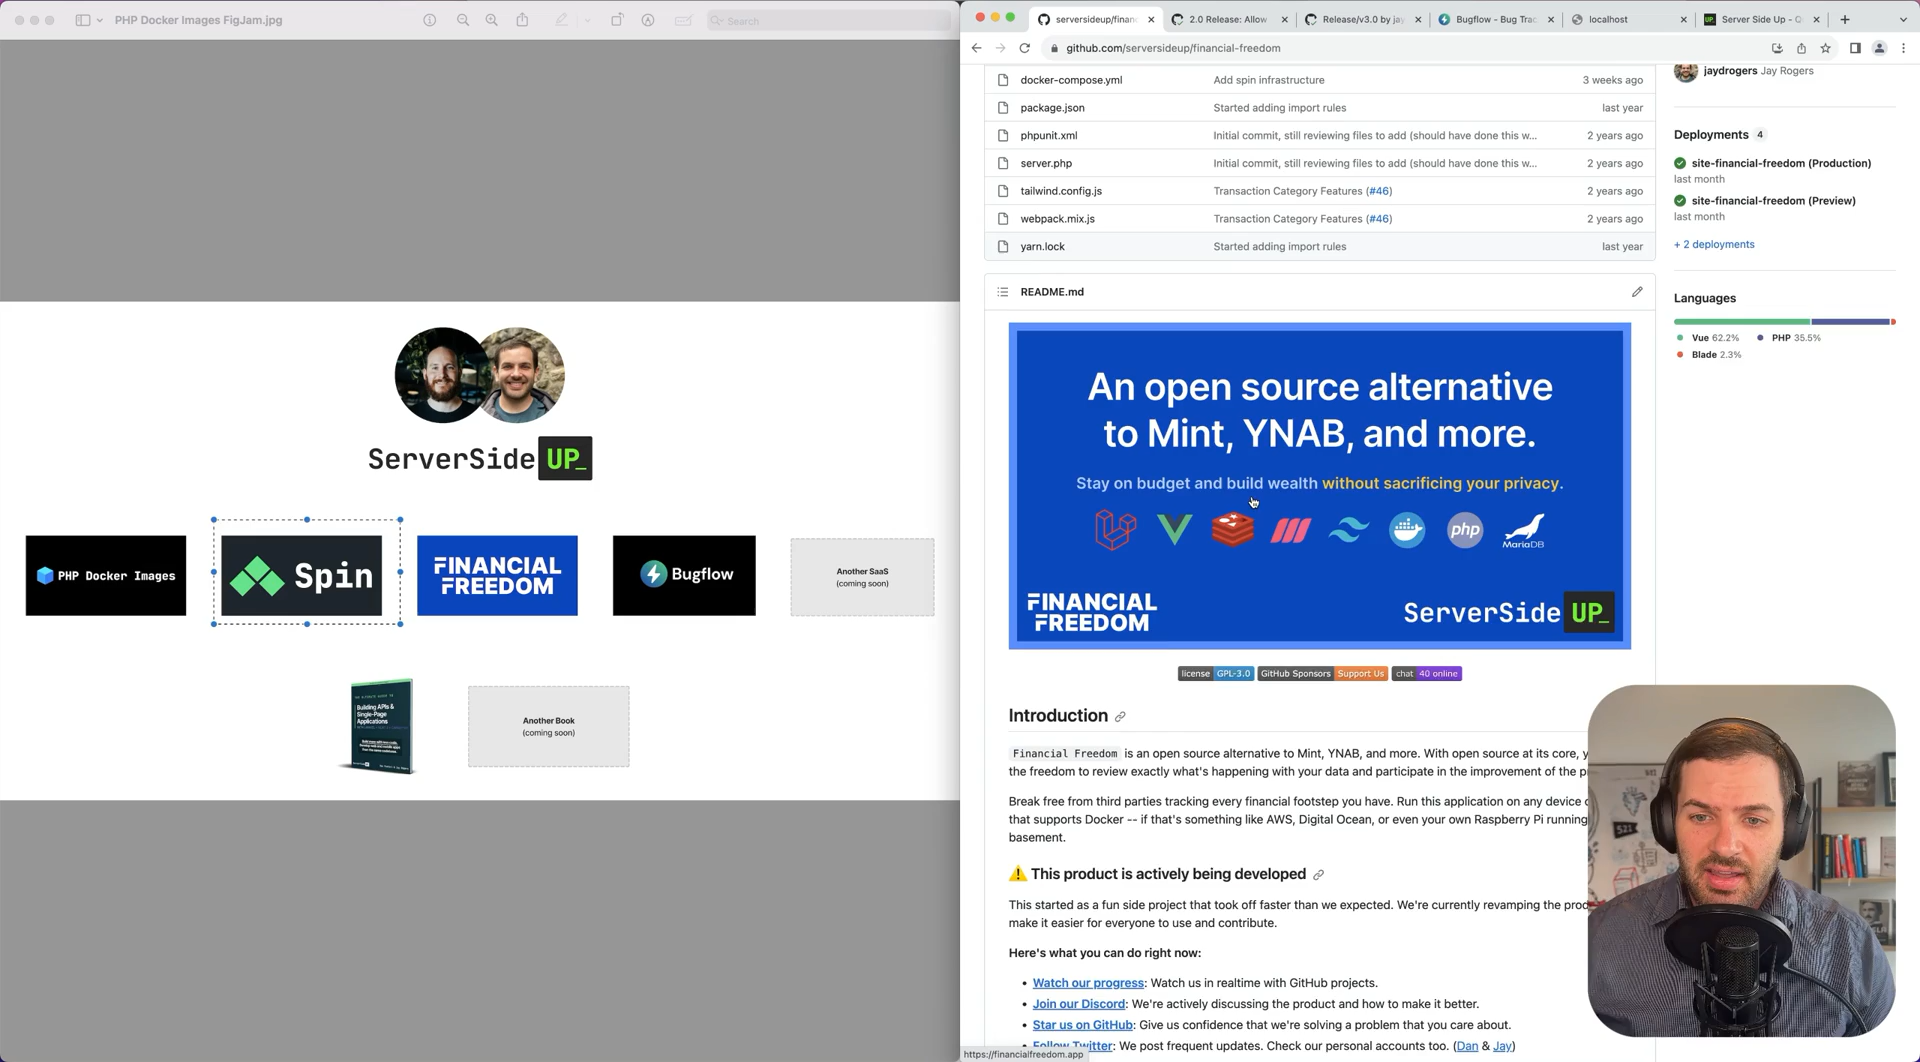 PHP Docker Images FigJam.jpg
Search
ServerSide UP_
PHP Docker Images
Spin
FINANCIAL
FREEDOM
Bugflow
Another SaaS
(coming soon)
Building APIs &
Single-Page
Applications
Another Book
(coming soon)
serversideup/finan
2.0 Release: Allow
Release/v3.0 by jay
Bugflow - Bug Trac
localhost
Server Side Up - O
github.com/serversideup/financial-freedom
docker-compose.yml Add spin infrastructure 3 weeks ago
package.json Started adding import rules last year
phpunit.xml Initial commit, still reviewing files to add (should have done this w... 2 years ago
server.php Initial commit, still reviewing files to add (should have done this w... 2 years ago
tailwind.config.js Transaction Category Features (#46) 2 years ago
webpack.mix.js Transaction Category Features (#46) 2 years ago
yarn.lock Started adding import rules last year
jaydrogers Jay Rogers
Deployments 4
site-financial-freedom (Production)
last month
site-financial-freedom (Preview)
last month
+ 2 deployments
Languages
Vue 62.2% PHP 35.5%
Blade 2.3%
README.md
An open source alternative
to Mint, YNAB, and more.
Stay on budget and build wealth without sacrificing your privacy.
php
MariaDB
FINANCIAL
FREEDOM
ServerSide UP_
license GPL-3.0 GitHub Sponsors Support Us chat 40 online
Introduction
Financial Freedom is an open source alternative to Mint, YNAB, and more. With open source at its core, y
the freedom to review exactly what's happening with your data and participate in the improvement of the p
Break free from third parties tracking every financial footstep you have. Run this application on any device o
that supports Docker -- if that's something like AWS, Digital Ocean, or even your own Raspberry Pi running
basement.
⚠️ This product is actively being developed
This started as a fun side project that took off faster than we expected. We're currently revamping the prod
make it easier for everyone to use and contribute.
Here's what you can do right now:
• Watch our progress: Watch us in realtime with GitHub projects.
• Join our Discord: We're actively discussing the product and how to make it better.
• Star us on GitHub: Give us confidence that we're solving a problem that you care about.
• Follow Twitter: We post frequent updates. Check our personal accounts too. (Dan & Jay)
https://financialfreedom.app